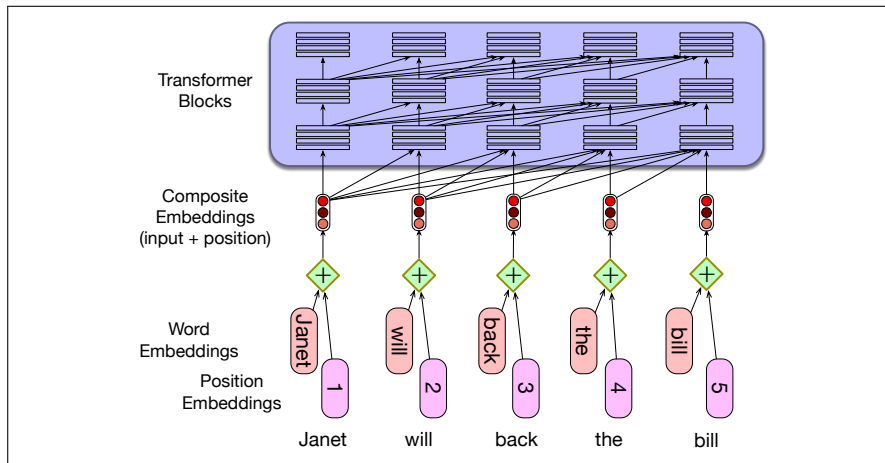 Transformer
Blocks
Composite
Embeddings
(input + position)
+ + + + +
Word
Embeddings
Janet will back the bill
Position
Embeddings
1 2 3 4 5
Janet will back the bill